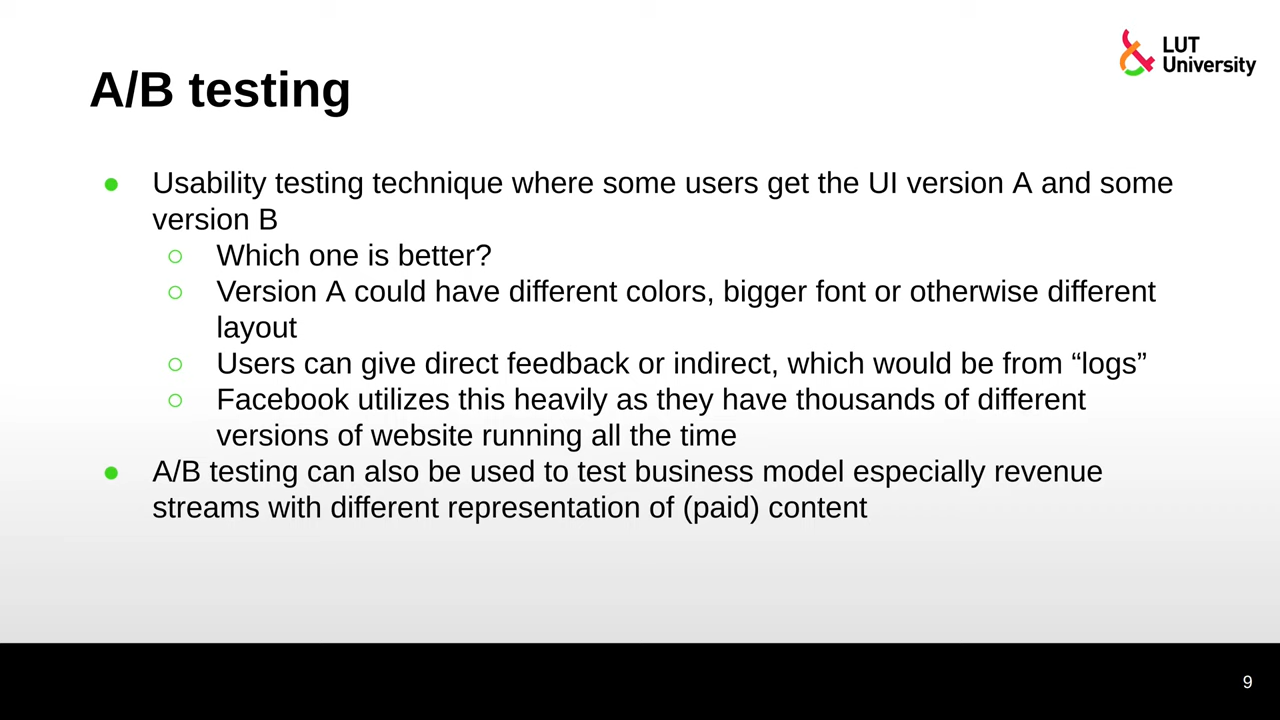 LUT
University
A/B testing
● Usability testing technique where some users get the UI version A and some
version B
○ Which one is better?
○ Version A could have different colors, bigger font or otherwise different
layout
○ Users can give direct feedback or indirect, which would be from “logs”
○ Facebook utilizes this heavily as they have thousands of different
versions of website running all the time
● A/B testing can also be used to test business model especially revenue
streams with different representation of (paid) content
9